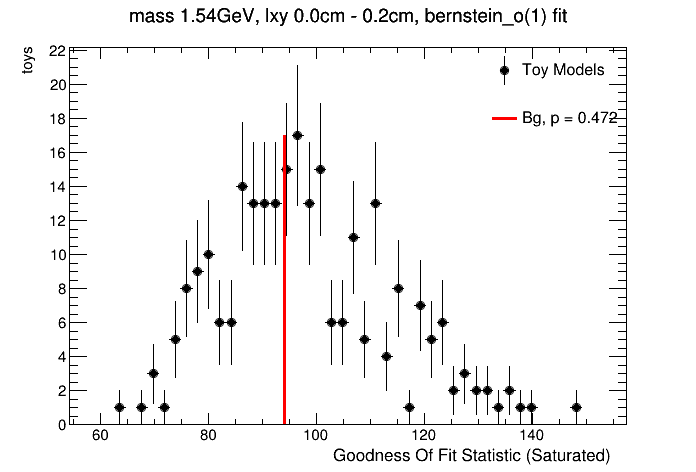 mass 1.54GeV, lxy 0.0cm - 0.2cm, bernstein_o(1) fit
toys
22
20
18
16
14
12
10
8
6
4
2
0
Toy Models
Bg, p = 0.472
60 80 100 120 140
Goodness Of Fit Statistic (Saturated)